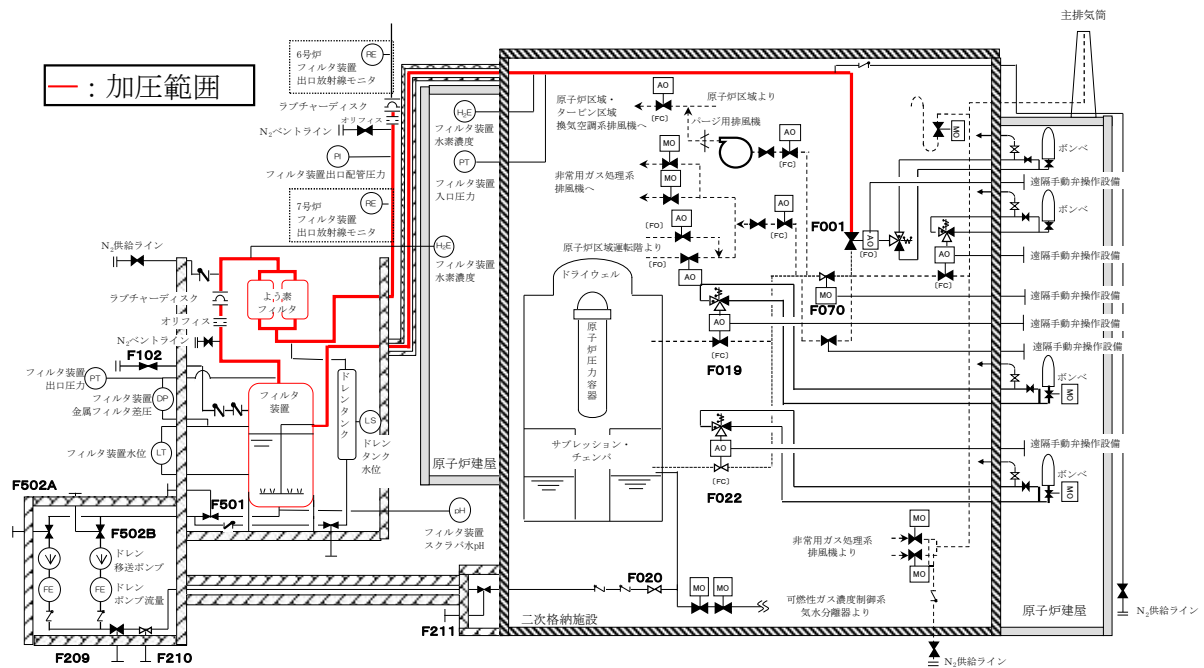 主排気筒
6号炉
フィルタ装置
出口放射線モニタ
RE
： 加圧範囲
ラプチャーディスク
オリフィス
N₂ベントライン
PI
フィルタ装置出口配管圧力
7号炉
フィルタ装置
出口放射線モニタ
RE
H₂E
フィルタ装置
水素濃度
PT
フィルタ装置
入口圧力
H₂E
フィルタ装置
水素濃度
N₂供給ライン
ラプチャーディスク
オリフィス
N₂ベントライン
よう素
フィルタ
F102
フィルタ装置
出口圧力
PT
フィルタ装置
金属フィルタ差圧
DP
フィルタ装置水位
LT
フィルタ
装置
ドレンタンク
LS
ドレン
タンク
水位
原子炉建屋
F501
pH
フィルタ装置
スクラバ水pH
F502A
F502B
ドレン
移送ポンプ
FE
FE
ドレン
ポンプ流量
F209
F210
F211
原子炉区域・
タービン区域
換気空調系排風機へ
AO
(FC)
原子炉区域より
パージ用排風機
AO
(FC)
MO
非常用ガス処理系
排風機へ
MO
AO
(FC)
AO
(FO)
原子炉区域運転階より
(FO)
AO
F001
AO
(FO)
MO
F070
AO
(FC)
ドライウェル
原子炉圧力容器
サプレッション・
チェンバ
AO
(FC)
F019
AO
(FC)
F022
F020
MO
MO
二次格納施設
可燃性ガス濃度制御系
気水分離器より
非常用ガス処理系
排風機より
MO
MO
MO
ボンベ
遠隔手動弁操作設備
ボンベ
遠隔手動弁操作設備
遠隔手動弁操作設備
遠隔手動弁操作設備
遠隔手動弁操作設備
遠隔手動弁操作設備
ボンベ
MO
遠隔手動弁操作設備
ボンベ
MO
原子炉建屋
N₂供給ライン
N₂供給ライン